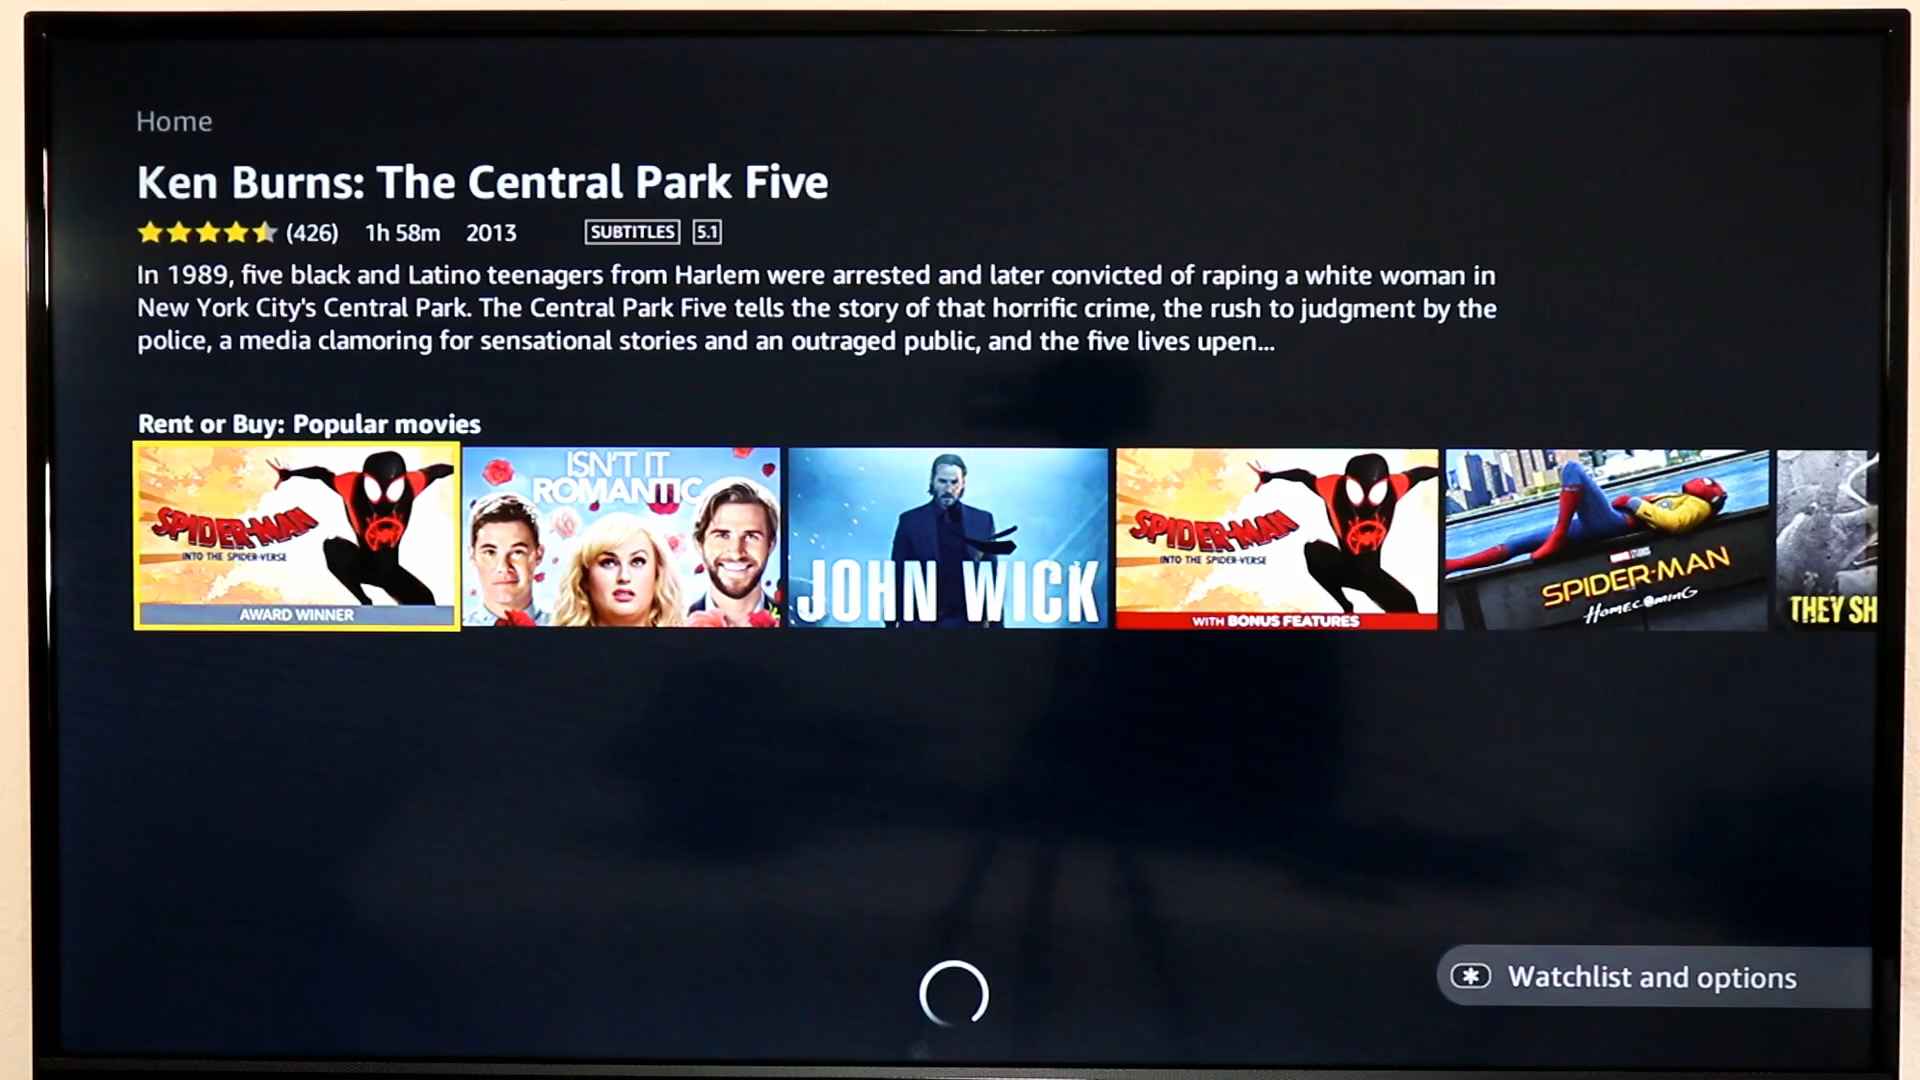 Home
Ken Burns: The Central Park Five
(426) 1h 58m 2013 SUBTITLES 5.1
In 1989, five black and Latino teenagers from Harlem were arrested and later convicted of raping a white woman in
New York City's Central Park. The Central Park Five tells the story of that horrific crime, the rush to judgment by the
police, a media clamoring for sensational stories and an outraged public, and the five lives upen...
Rent or Buy: Popular movies
SPIDER-MAN
INTO THE SPIDER-VERSE
AWARD WINNER
ISN'T IT
ROMANTIC
JOHN WICK
SPIDER-MAN
INTO THE SPIDER-VERSE
WITH BONUS FEATURES
MARVEL STUDIOS
SPIDER-MAN
HOMECOMING
THEY SH
Watchlist and options